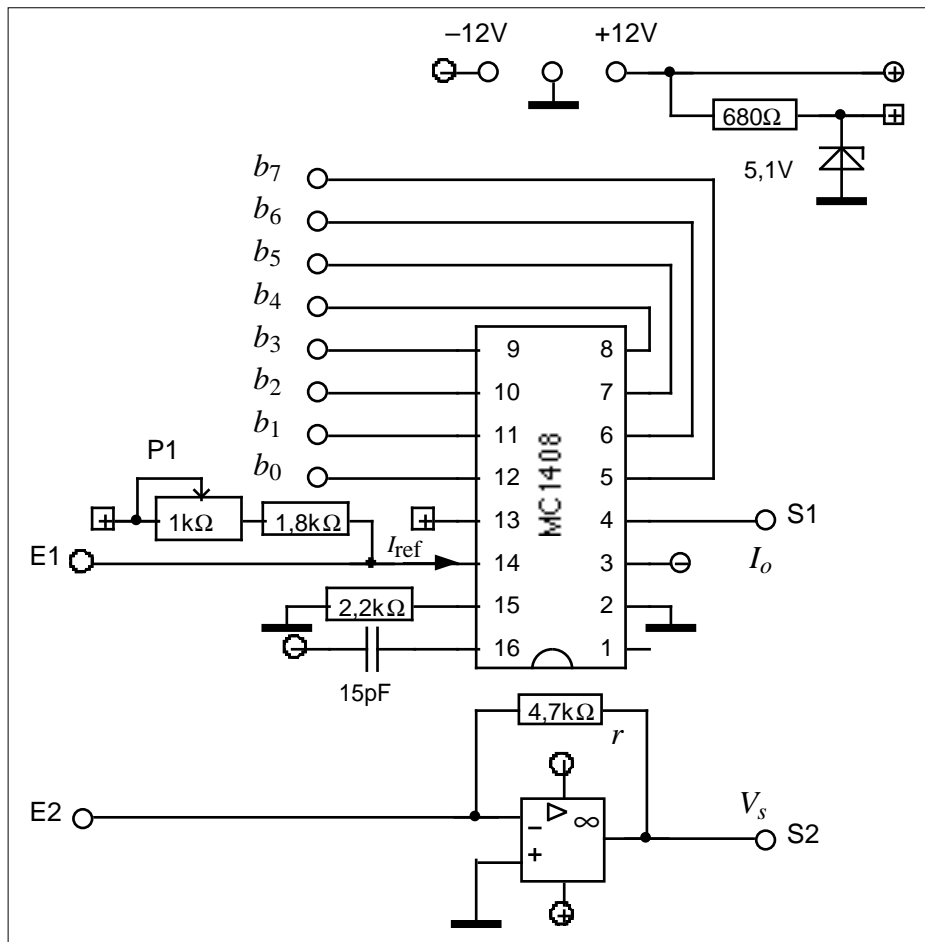 –12V +12V
680Ω
5,1V
b7
b6
b5
b4
b3 9 8
b2 10 7
b1 11 6
P1
b0 12 5
MC1408
1kΩ 1,8kΩ 13 4 S1
E1 Iref 14 3 Io
2,2kΩ 15 2
16 1
15pF
4,7kΩ
r
E2 Vs
– ∞ S2
+